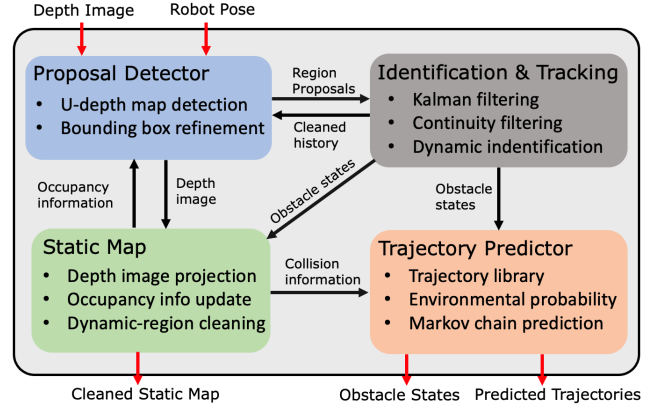 Depth Image
Robot Pose
Proposal Detector
• U-depth map detection
• Bounding box refinement
Region
Proposals
Cleaned
history
Identification & Tracking
• Kalman filtering
• Continuity filtering
• Dynamic indentification
Occupancy
information
Depth
image
Obstacle states
Obstacle
states
Static Map
• Depth image projection
• Occupancy info update
• Dynamic-region cleaning
Collision
information
Trajectory Predictor
• Trajectory library
• Environmental probability
• Markov chain prediction
Cleaned Static Map
Obstacle States
Predicted Trajectories